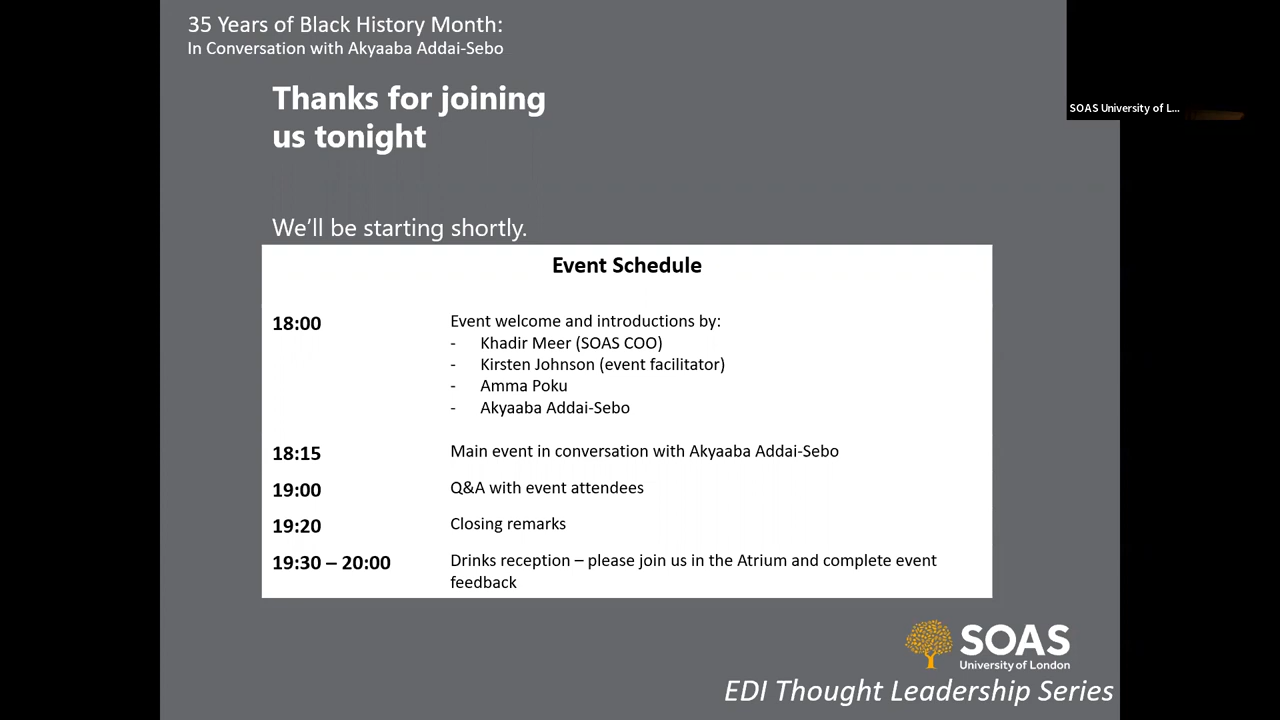 35 Years of Black History Month:
In Conversation with Akyaaba Addai-Sebo
SOAS University of L...
Thanks for joining
us tonight
We'll be starting shortly.
Event Schedule
18:00 Event welcome and introductions by:
- Khadir Meer (SOAS COO)
- Kirsten Johnson (event facilitator)
- Amma Poku
- Akyaaba Addai-Sebo
18:15 Main event in conversation with Akyaaba Addai-Sebo
19:00 Q&A with event attendees
19:20 Closing remarks
19:30 – 20:00 Drinks reception – please join us in the Atrium and complete event
feedback
SOAS
University of London
EDI Thought Leadership Series